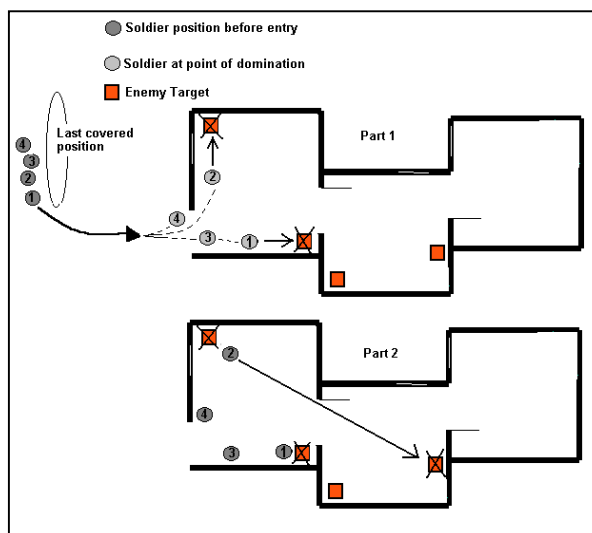 Soldier position before entry
Soldier at point of domination
Enemy Target
Last covered
position
Part 1
4
3
2
1
2
4
3
1
Part 2
2
4
3
1